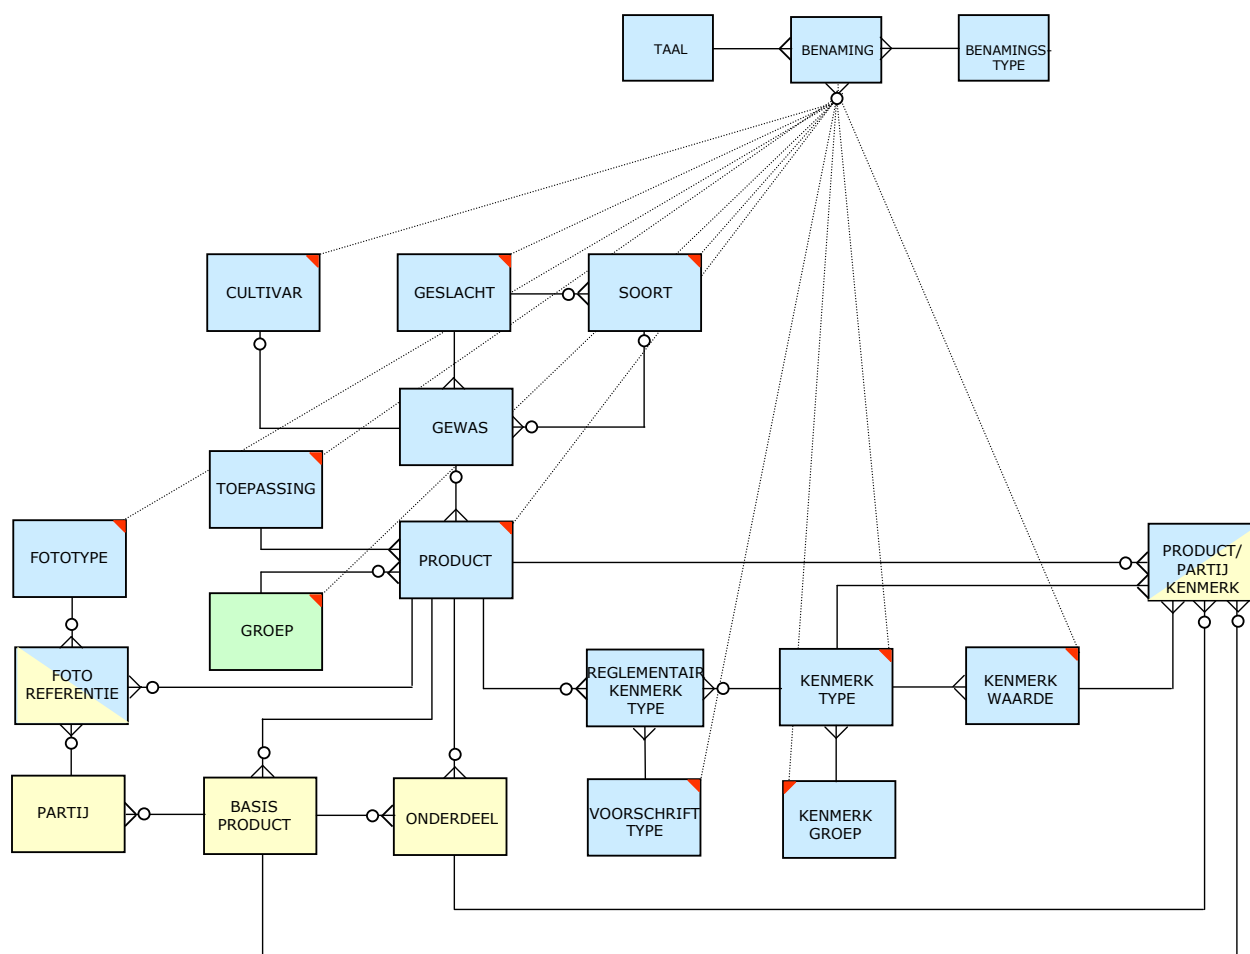 TAAL
BENAMING
BENAMINGS-
TYPE
CULTIVAR
GESLACHT
SOORT
GEWAS
TOEPASSING
FOTOTYPE
PRODUCT
PRODUCT/
PARTIJ
KENMERK
GROEP
FOTO
REFERENTIE
REGLEMENTAIR
KENMERK
TYPE
KENMERK
TYPE
KENMERK
WAARDE
PARTIJ
BASIS
PRODUCT
ONDERDEEL
VOORSCHRIFT
TYPE
KENMERK
GROEP